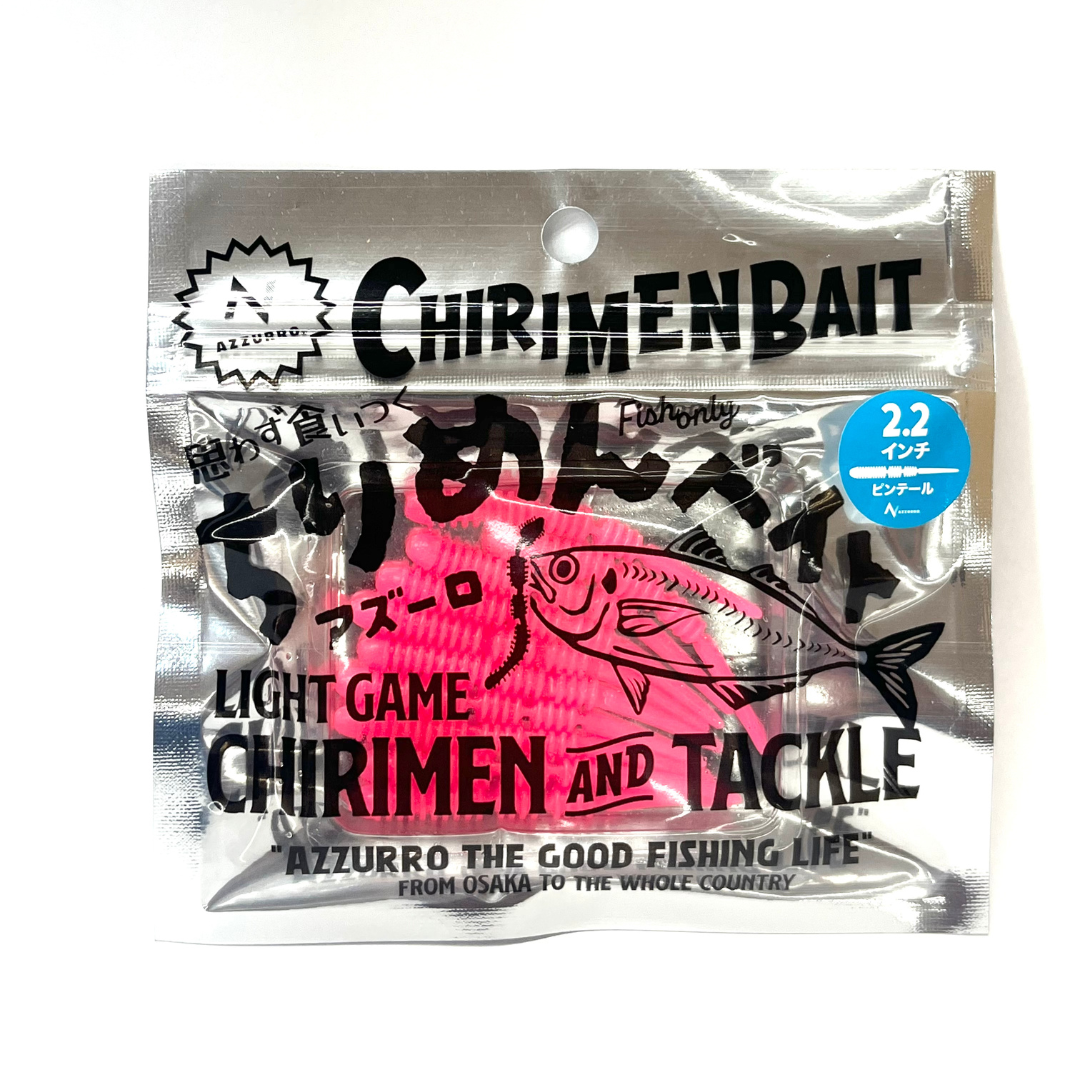 AZZURRO
CHIRIMENBAIT
思わず食いつく
Fish only
ちりめんベイト
2.2
インチ
ピンテール
azzurro
アズーロ
LIGHT GAME
CHIRIMEN AND TACKLE
"AZZURRO THE GOOD FISHING LIFE"
FROM OSAKA TO THE WHOLE COUNTRY